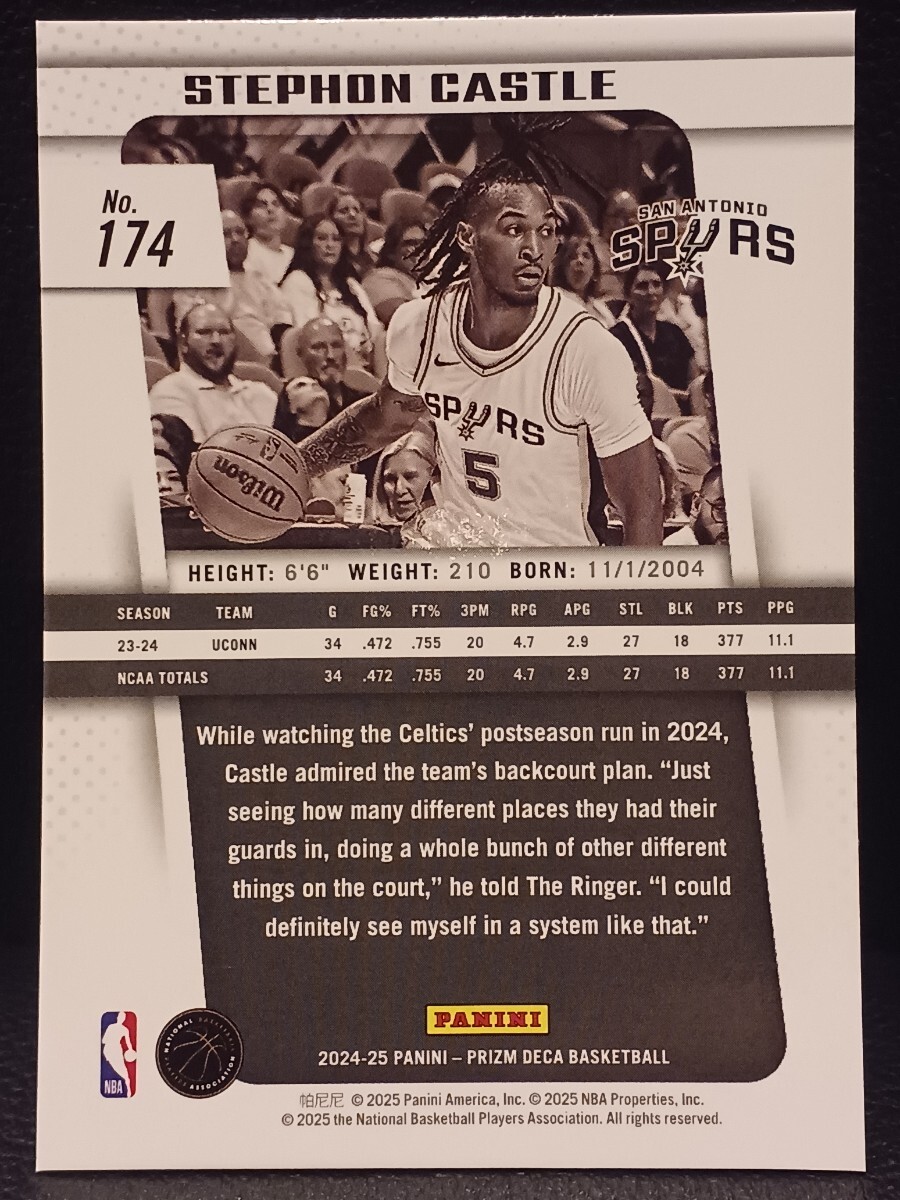 STEPHON CASTLE
No.
174
SAN ANTONIO
SPURS
SPURS
5
Wilson
HEIGHT: 6'6" WEIGHT: 210 BORN: 11/1/2004
SEASON TEAM G FG% FT% 3PM RPG APG STL BLK PTS PPG
23-24 UCONN 34 .472 .755 20 4.7 2.9 27 18 377 11.1
NCAA TOTALS 34 .472 .755 20 4.7 2.9 27 18 377 11.1
While watching the Celtics’ postseason run in 2024,
Castle admired the team’s backcourt plan. “Just
seeing how many different places they had their
guards in, doing a whole bunch of other different
things on the court,” he told The Ringer. “I could
definitely see myself in a system like that.”
PANINI
2024-25 PANINI – PRIZM DECA BASKETBALL
NBA
NATIONAL BASKETBALL
PLAYERS ASSOCIATION
帕尼尼 © 2025 Panini America, Inc. © 2025 NBA Properties, Inc.
© 2025 the National Basketball Players Association. All rights reserved.